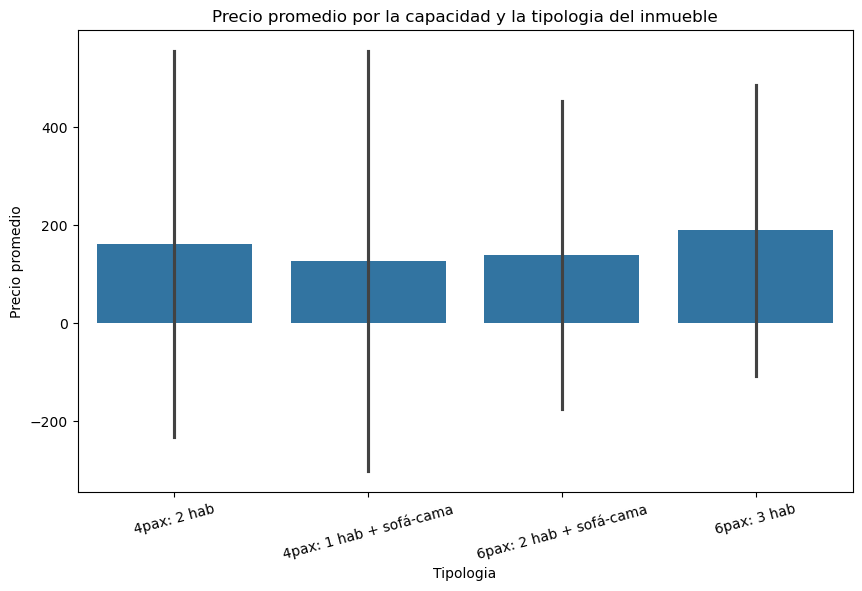 Precio promedio por la capacidad y la tipologia del inmueble
Precio promedio
400
200
0
−200
4pax: 2 hab
4pax: 1 hab + sofá-cama
6pax: 2 hab + sofá-cama
6pax: 3 hab
Tipologia